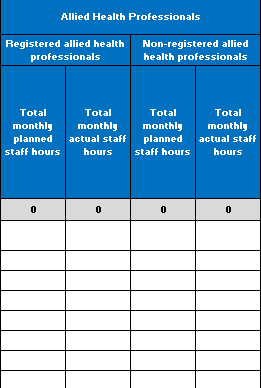 Allied Health Professionals
Registered allied health
professionals
Non-registered allied
health professionals
Total
monthly
planned
staff hours
Total
monthly
actual staff
hours
Total
monthly
planned
staff hours
Total
monthly
actual staff
hours
0 0 0 0